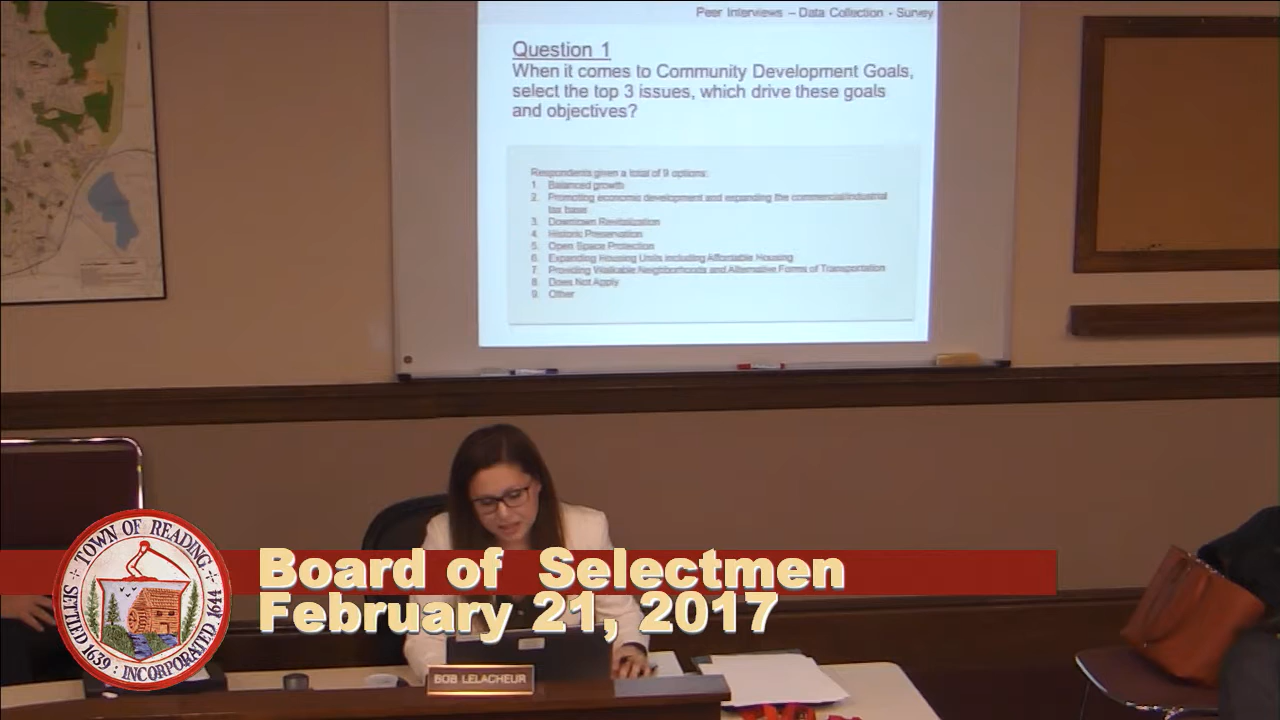 Peer Interviews – Data Collection - Survey
Question 1
When it comes to Community Development Goals,
select the top 3 issues, which drive these goals
and objectives?
Respondents given a total of 9 options:
1. Balanced growth
2. Promoting economic development and expanding the commercial/industrial
tax base
3. Downtown Revitalization
4. Historic Preservation
5. Open Space Protection
6. Expanding Housing Units including Affordable Housing
7. Providing Walkable Neighborhoods and Alternative Forms of Transportation
8. Does Not Apply
9. Other
TOWN OF READING
SETTLED 1639 : INCORPORATED 1644
Board of Selectmen
February 21, 2017
BOB LELACHEUR